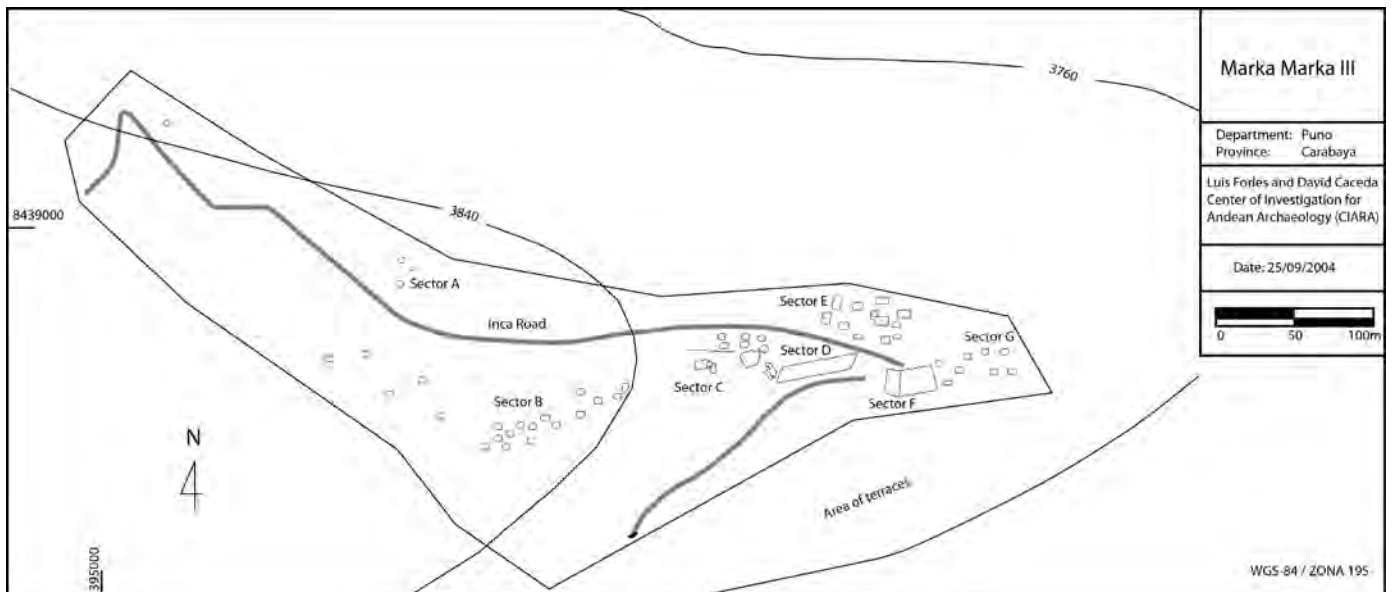 3760
Marka Marka III
Department: Puno
Province: Carabaya
Luis Forles and David Caceda
Center of Investigation for
Andean Archaeology (CIARA)
Date: 25/09/2004
0 50 100m
8439000
3840
Sector A
Inca Road
Sector E
Sector G
Sector D
Sector C
Sector F
Sector B
N
Area of terraces
395000
WGS-84 / ZONA 19S